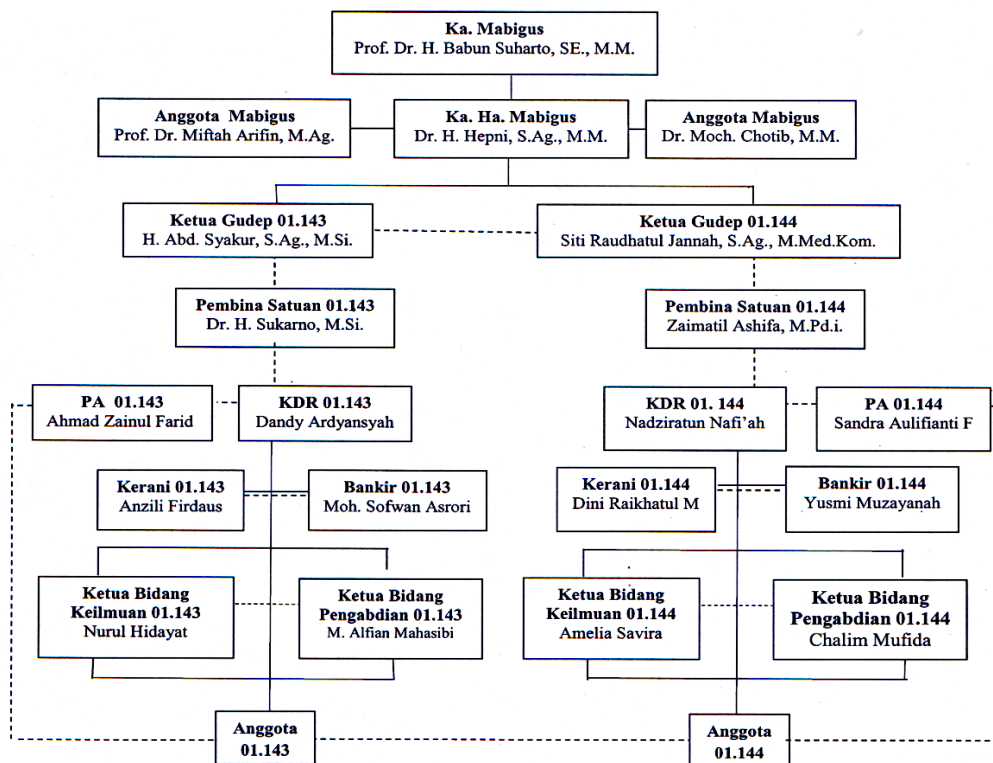 Ka. Mabigus
Prof. Dr. H. Babun Suharto, SE., M.M.
Anggota Mabigus
Prof. Dr. Miftah Arifin, M.Ag.
Ka. Ha. Mabigus
Dr. H. Hepni, S.Ag., M.M.
Anggota Mabigus
Dr. Moch. Chotib, M.M.
Ketua Gudep 01.143
H. Abd. Syakur, S.Ag., M.Si.
Ketua Gudep 01.144
Siti Raudhatul Jannah, S.Ag., M.Med.Kom.
Pembina Satuan 01.143
Dr. H. Sukarno, M.Si.
Pembina Satuan 01.144
Zaimatil Ashifa, M.Pd.i.
PA 01.143
Ahmad Zainul Farid
KDR 01.143
Dandy Ardyansyah
KDR 01. 144
Nadziratun Nafi'ah
PA 01.144
Sandra Aulifianti F
Kerani 01.143
Anzili Firdaus
Bankir 01.143
Moh. Sofwan Asrori
Kerani 01.144
Dini Raikhatul M
Bankir 01.144
Yusmi Muzayanah
Ketua Bidang
Keilmuan 01.143
Nurul Hidayat
Ketua Bidang
Pengabdian 01.143
M. Alfian Mahasibi
Ketua Bidang
Keilmuan 01.144
Amelia Savira
Ketua Bidang
Pengabdian 01.144
Chalim Mufida
Anggota
01.143
Anggota
01.144